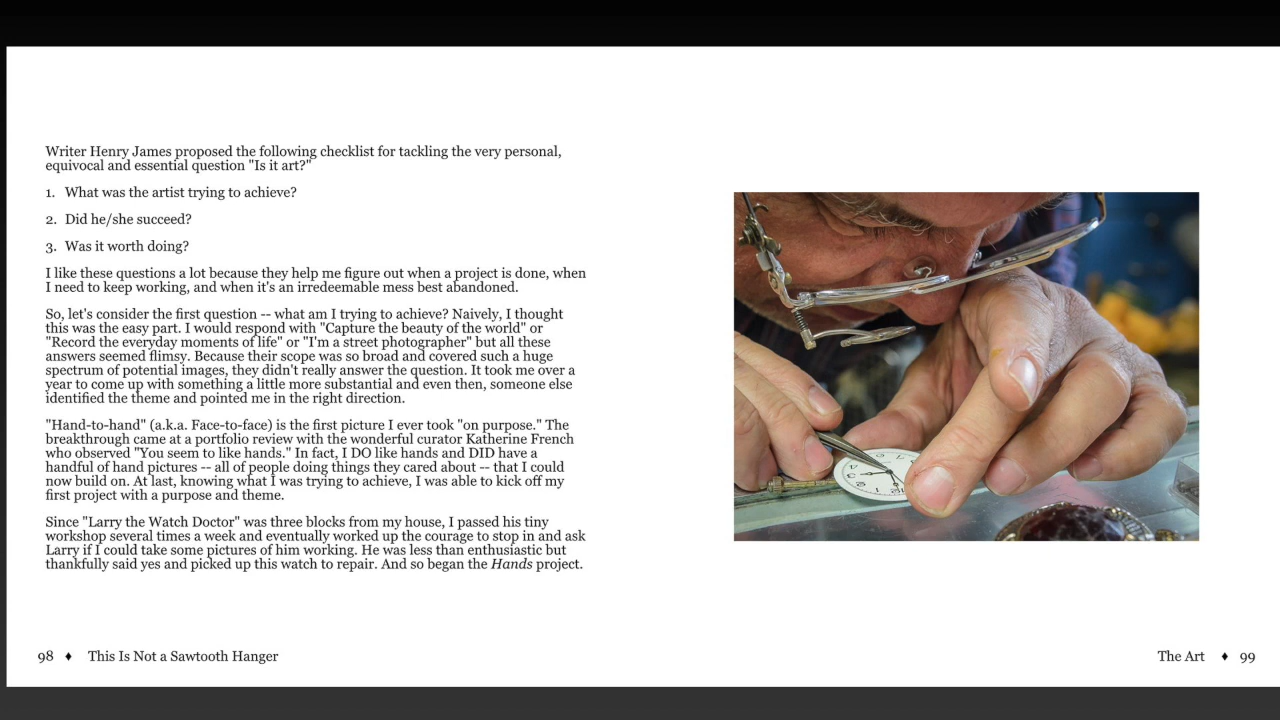 Writer Henry James proposed the following checklist for tackling the very personal,
equivocal and essential question "Is it art?"
1. What was the artist trying to achieve?
2. Did he/she succeed?
3. Was it worth doing?
I like these questions a lot because they help me figure out when a project is done, when
I need to keep working, and when it's an irredeemable mess best abandoned.
So, let's consider the first question -- what am I trying to achieve? Naively, I thought
this was the easy part. I would respond with "Capture the beauty of the world" or
"Record the everyday moments of life" or "I'm a street photographer" but all these
answers seemed flimsy. Because their scope was so broad and covered such a huge
spectrum of potential images, they didn't really answer the question. It took me over a
year to come up with something a little more substantial and even then, someone else
identified the theme and pointed me in the right direction.
"Hand-to-hand" (a.k.a. Face-to-face) is the first picture I ever took "on purpose." The
breakthrough came at a portfolio review with the wonderful curator Katherine French
who observed "You seem to like hands." In fact, I DO like hands and DID have a
handful of hand pictures -- all of people doing things they cared about -- that I could
now build on. At last, knowing what I was trying to achieve, I was able to kick off my
first project with a purpose and theme.
Since "Larry the Watch Doctor" was three blocks from my house, I passed his tiny
workshop several times a week and eventually worked up the courage to stop in and ask
Larry if I could take some pictures of him working. He was less than enthusiastic but
thankfully said yes and picked up this watch to repair. And so began the Hands project.
98 ♦ This Is Not a Sawtooth Hanger
The Art ♦ 99